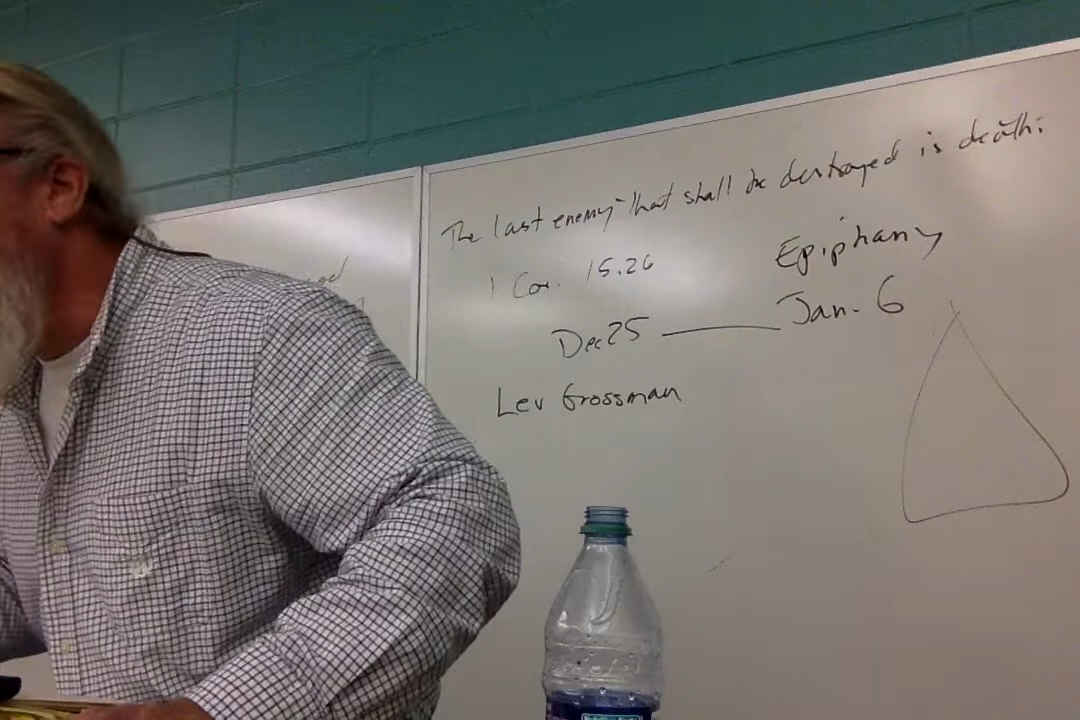 The last enemy that shall be destroyed is death.
1 Cor. 15.26
Epiphany
Dec 25 — Jan. 6
Lev Grossman